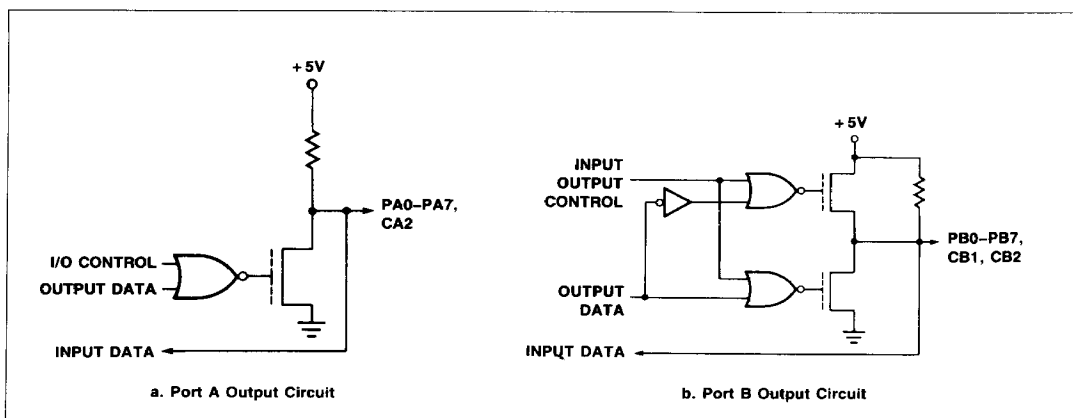 +5V
PA0–PA7,
CA2
I/O CONTROL
OUTPUT DATA
INPUT DATA
a. Port A Output Circuit
+5V
INPUT
OUTPUT
CONTROL
PB0–PB7,
CB1, CB2
OUTPUT
DATA
INPUT DATA
b. Port B Output Circuit